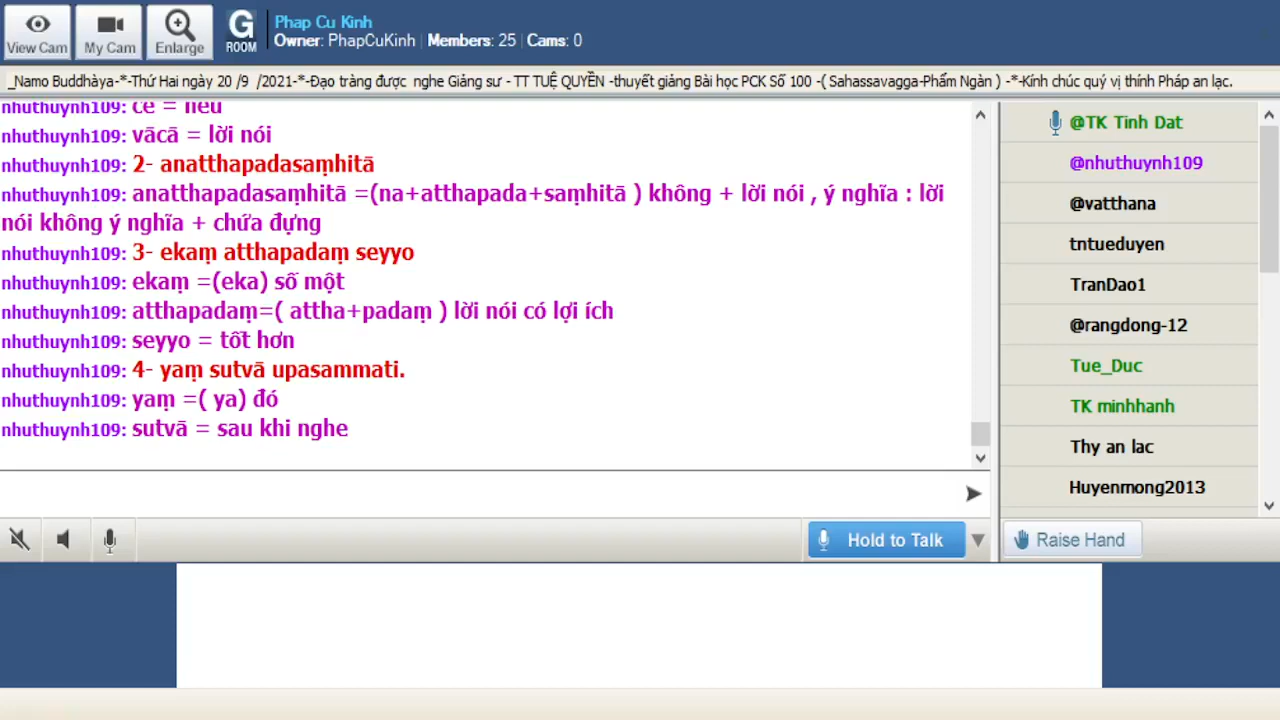 View Cam
My Cam
Enlarge
G
ROOM
Phap Cu Kinh
Owner: PhapCuKinh | Members: 25 | Cams: 0
_Namo Buddhàya-*-Thứ Hai ngày 20 /9 /2021-*-Đạo tràng được nghe Giảng sư - TT TUỆ QUYỀN -thuyết giảng Bài học PCK Số 100 -( Sahassavagga-Phẩm Ngàn ) -*-Kính chúc quý vị thính Pháp an lạc.
nhuthuynh109: ce = nếu
nhuthuynh109: vācā = lời nói
nhuthuynh109: 2- anatthapadasaṃhitā
nhuthuynh109: anatthapadasaṃhitā =(na+atthapada+saṃhitā ) không + lời nói , ý nghĩa : lời
nói không ý nghĩa + chứa đựng
nhuthuynh109: 3- ekaṃ atthapadaṃ seyyo
nhuthuynh109: ekaṃ =(eka) số một
nhuthuynh109: atthapadaṃ=( attha+padaṃ ) lời nói có lợi ích
nhuthuynh109: seyyo = tốt hơn
nhuthuynh109: 4- yaṃ sutvā upasammati.
nhuthuynh109: yaṃ =( ya) đó
nhuthuynh109: sutvā = sau khi nghe
@TK Tinh Dat
@nhuthuynh109
@vatthana
tntueduyen
TranDao1
@rangdong-12
Tue_Duc
TK minhhanh
Thy an lac
Huyenmong2013
Hold to Talk
Raise Hand